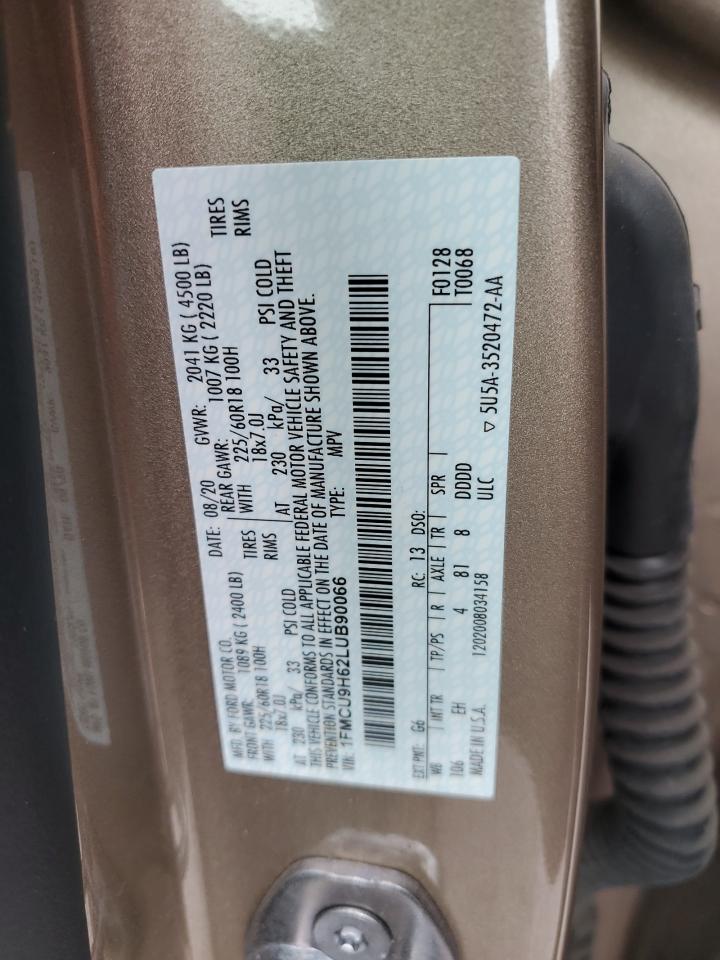 MFD. BY FORD MOTOR CO.
DATE: 08/20 GVWR: 2041 KG ( 4500 LB)
FRONT GAWR: 1089 KG ( 2400 LB) REAR GAWR: 1007 KG ( 2220 LB)
WITH 225/60R18 100H TIRES WITH 225/60R18 100H TIRES
18x7.0J RIMS 18x7.0J RIMS
AT 230 kPa/ 33 PSI COLD AT 230 kPa/ 33 PSI COLD
THIS VEHICLE CONFORMS TO ALL APPLICABLE FEDERAL MOTOR VEHICLE SAFETY AND THEFT
PREVENTION STANDARDS IN EFFECT ON THE DATE OF MANUFACTURE SHOWN ABOVE.
VIN: 1FMCU9H62LUB90066 TYPE: MPV
EXT PNT: G6 RC: 13 DSO: F0128
WB INT TR TP/PS R AXLE TR SPR T0068
106 EH 4 81 8 DDDD
MADE IN U.S.A. 1202008034158 ULC ▽ 5U5A-3520472-AA